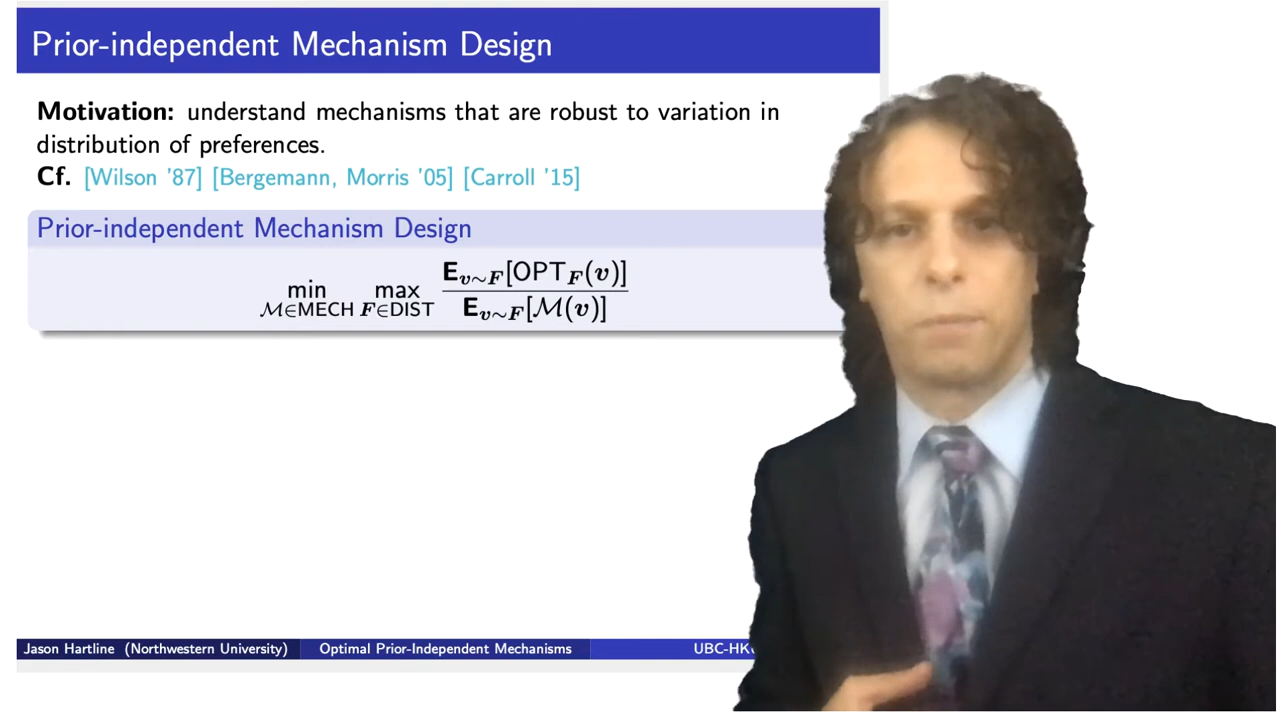 Prior-independent Mechanism Design
Motivation: understand mechanisms that are robust to variation in
distribution of preferences.
Cf. [Wilson '87] [Bergemann, Morris '05] [Carroll '15]
Prior-independent Mechanism Design
min max E_{v∼F}[OPT_F(v)]
M∈MECH F∈DIST E_{v∼F}[M(v)]
Jason Hartline (Northwestern University) Optimal Prior-Independent Mechanisms UBC-HK